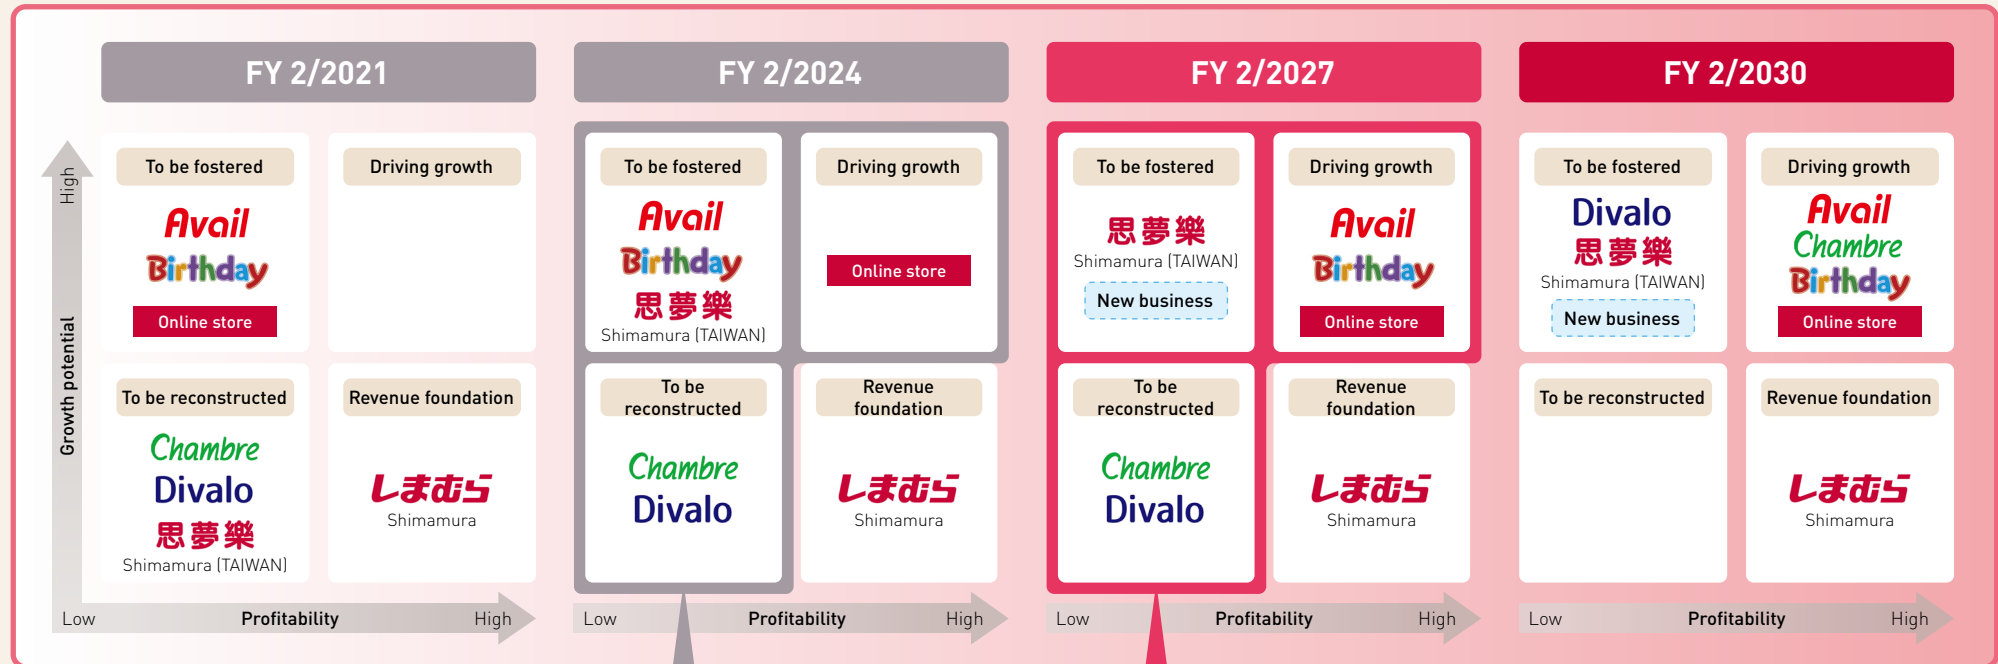 FY 2/2021
FY 2/2024
FY 2/2027
FY 2/2030
High
Growth potential
To be fostered
Avail
Birthday
Online store
Driving growth
To be reconstructed
Chambre
Divalo
思夢樂
Shimamura (TAIWAN)
Revenue foundation
しまむら
Shimamura
Low
Profitability
High
To be fostered
Avail
Birthday
思夢樂
Shimamura (TAIWAN)
Driving growth
Online store
To be
reconstructed
Chambre
Divalo
Revenue
foundation
しまむら
Shimamura
Low
Profitability
High
To be fostered
思夢樂
Shimamura (TAIWAN)
New business
Driving growth
Avail
Birthday
Online store
To be
reconstructed
Chambre
Divalo
Revenue
foundation
しまむら
Shimamura
Low
Profitability
High
To be fostered
Divalo
思夢樂
Shimamura (TAIWAN)
New business
Driving growth
Avail
Chambre
Birthday
Online store
To be reconstructed
Revenue foundation
しまむら
Shimamura
Low
Profitability
High